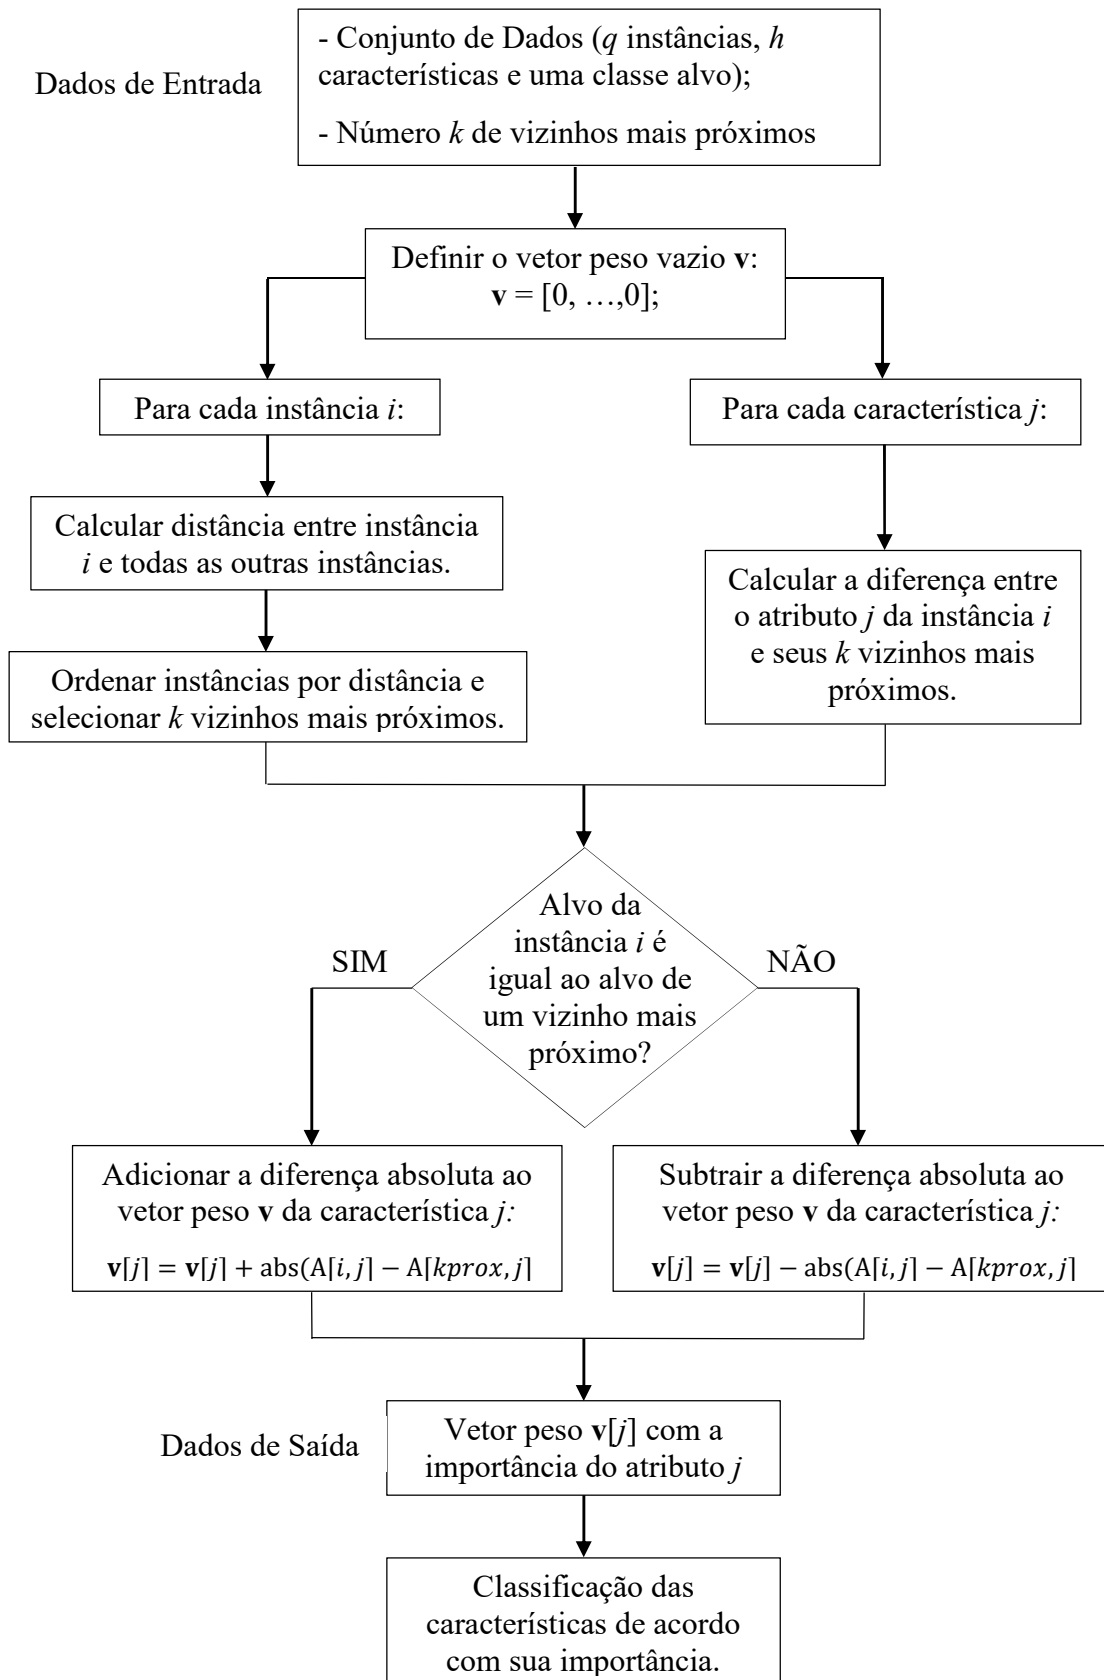 Dados de Entrada
- Conjunto de Dados (q instâncias, h
características e uma classe alvo);
- Número k de vizinhos mais próximos
Definir o vetor peso vazio v:
v = [0, …,0];
Para cada instância i:
Para cada característica j:
Calcular distância entre instância
i e todas as outras instâncias.
Calcular a diferença entre
o atributo j da instância i
e seus k vizinhos mais
próximos.
Ordenar instâncias por distância e
selecionar k vizinhos mais próximos.
Alvo da
instância i é
igual ao alvo de
um vizinho mais
próximo?
SIM
NÃO
Adicionar a diferença absoluta ao
vetor peso v da característica j:
v[j] = v[j] + abs(A[i, j] − A[kprox, j]
Subtrair a diferença absoluta ao
vetor peso v da característica j:
v[j] = v[j] − abs(A[i, j] − A[kprox, j]
Dados de Saída
Vetor peso v[j] com a
importância do atributo j
Classificação das
características de acordo
com sua importância.